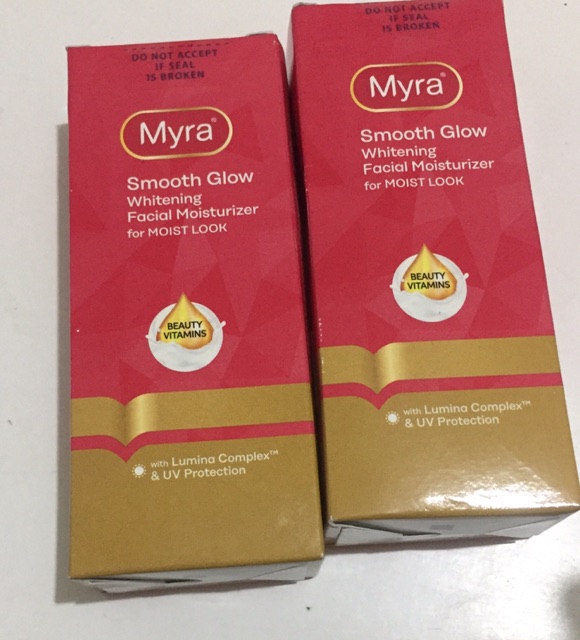 DO NOT ACCEPT
IF SEAL
IS BROKEN
Myra®
Smooth Glow
Whitening
Facial Moisturizer
for MOIST LOOK
BEAUTY
VITAMINS
with Lumina Complex™
& UV Protection
DO NOT ACCEPT
IF SEAL
IS BROKEN
Myra®
Smooth Glow
Whitening
Facial Moisturizer
for MOIST LOOK
BEAUTY
VITAMINS
with Lumina Complex™
& UV Protection